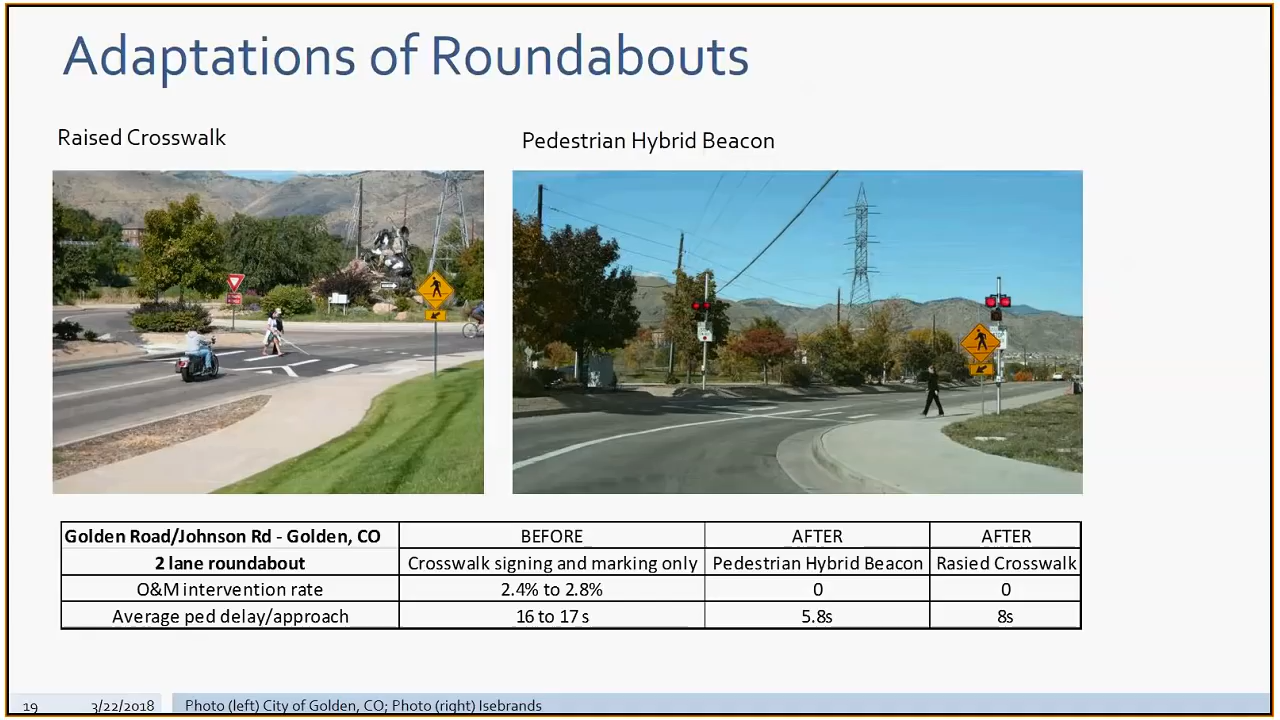 Adaptations of Roundabouts
Raised Crosswalk
Pedestrian Hybrid Beacon
Golden Road/Johnson Rd - Golden, CO BEFORE AFTER AFTER
2 lane roundabout Crosswalk signing and marking only Pedestrian Hybrid Beacon Rasied Crosswalk
O&M intervention rate 2.4% to 2.8% 0 0
Average ped delay/approach 16 to 17 s 5.8s 8s
19 3/22/2018 Photo (left) City of Golden, CO; Photo (right) Isebrands